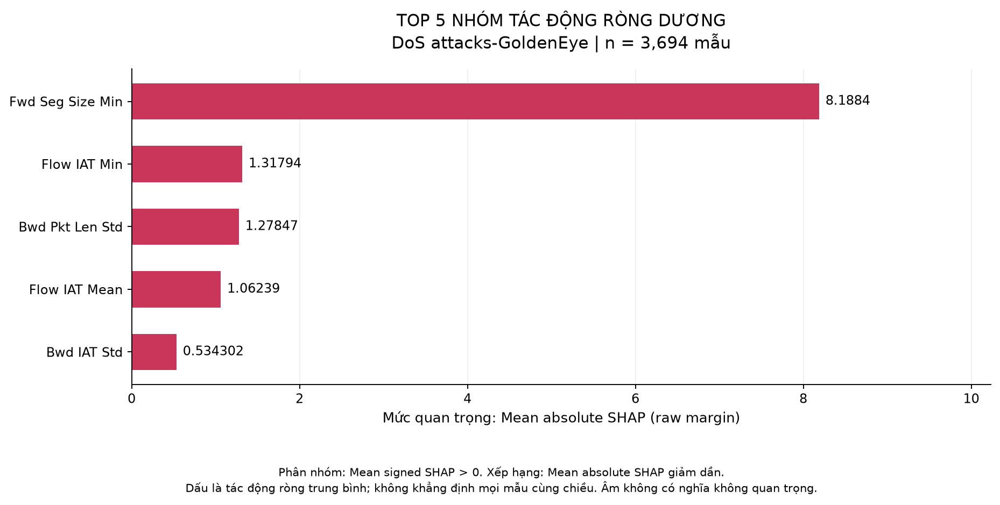 TOP 5 NHÓM TÁC ĐỘNG RÒNG DƯƠNG
DoS attacks-GoldenEye | n = 3,694 mẫu
Fwd Seg Size Min
8.1884
Flow IAT Min
1.31794
Bwd Pkt Len Std
1.27847
Flow IAT Mean
1.06239
Bwd IAT Std
0.534302
0 2 4 6 8 10
Mức quan trọng: Mean absolute SHAP (raw margin)
Phân nhóm: Mean signed SHAP > 0. Xếp hạng: Mean absolute SHAP giảm dần.
Dấu là tác động ròng trung bình; không khẳng định mọi mẫu cùng chiều. Âm không có nghĩa không quan trọng.